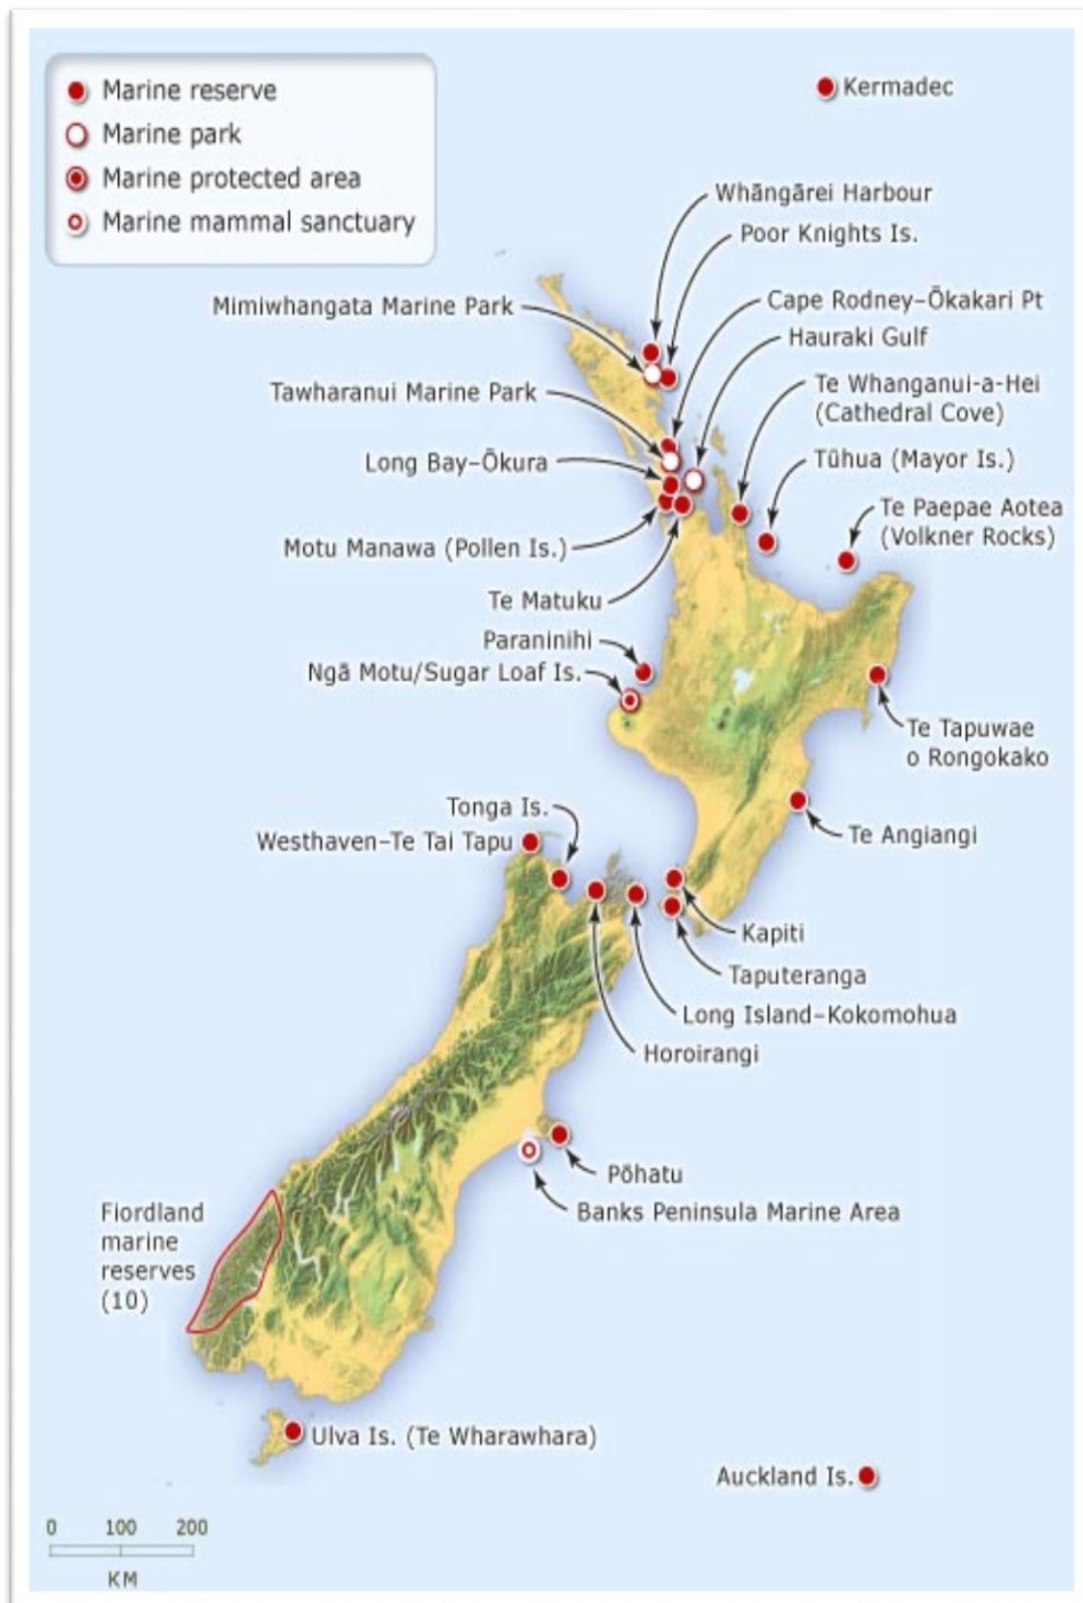 Marine reserve
Marine park
Marine protected area
Marine mammal sanctuary
Kermadec
Whāngārei Harbour
Poor Knights Is.
Mimiwhangata Marine Park
Cape Rodney–Ōkakari Pt
Hauraki Gulf
Tawharanui Marine Park
Te Whanganui-a-Hei
(Cathedral Cove)
Long Bay–Ōkura
Tūhua (Mayor Is.)
Te Paepae Aotea
(Volkner Rocks)
Motu Manawa (Pollen Is.)
Te Matuku
Paraninihi
Ngā Motu/Sugar Loaf Is.
Te Tapuwae
o Rongokako
Tonga Is.
Westhaven–Te Tai Tapu
Te Angiangi
Kapiti
Taputeranga
Long Island–Kokomohua
Horoirangi
Pōhatu
Banks Peninsula Marine Area
Fiordland
marine
reserves
(10)
Ulva Is. (Te Wharawhara)
Auckland Is.
0 100 200
KM